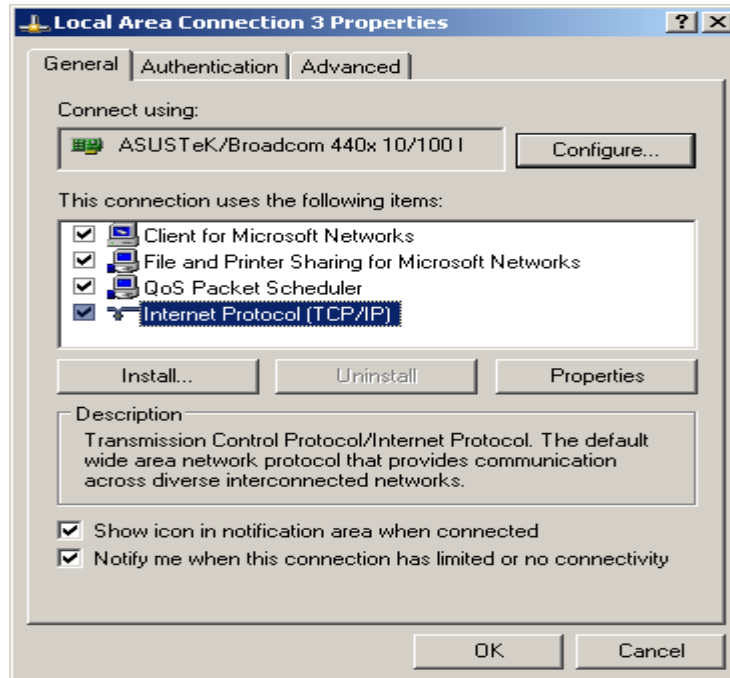 Local Area Connection 3 Properties
General Authentication Advanced
Connect using:
ASUSTeK/Broadcom 440x 10/100 I Configure...
This connection uses the following items:
Client for Microsoft Networks
File and Printer Sharing for Microsoft Networks
QoS Packet Scheduler
Internet Protocol (TCP/IP)
Install... Uninstall Properties
Description
Transmission Control Protocol/Internet Protocol. The default
wide area network protocol that provides communication
across diverse interconnected networks.
Show icon in notification area when connected
Notify me when this connection has limited or no connectivity
OK Cancel